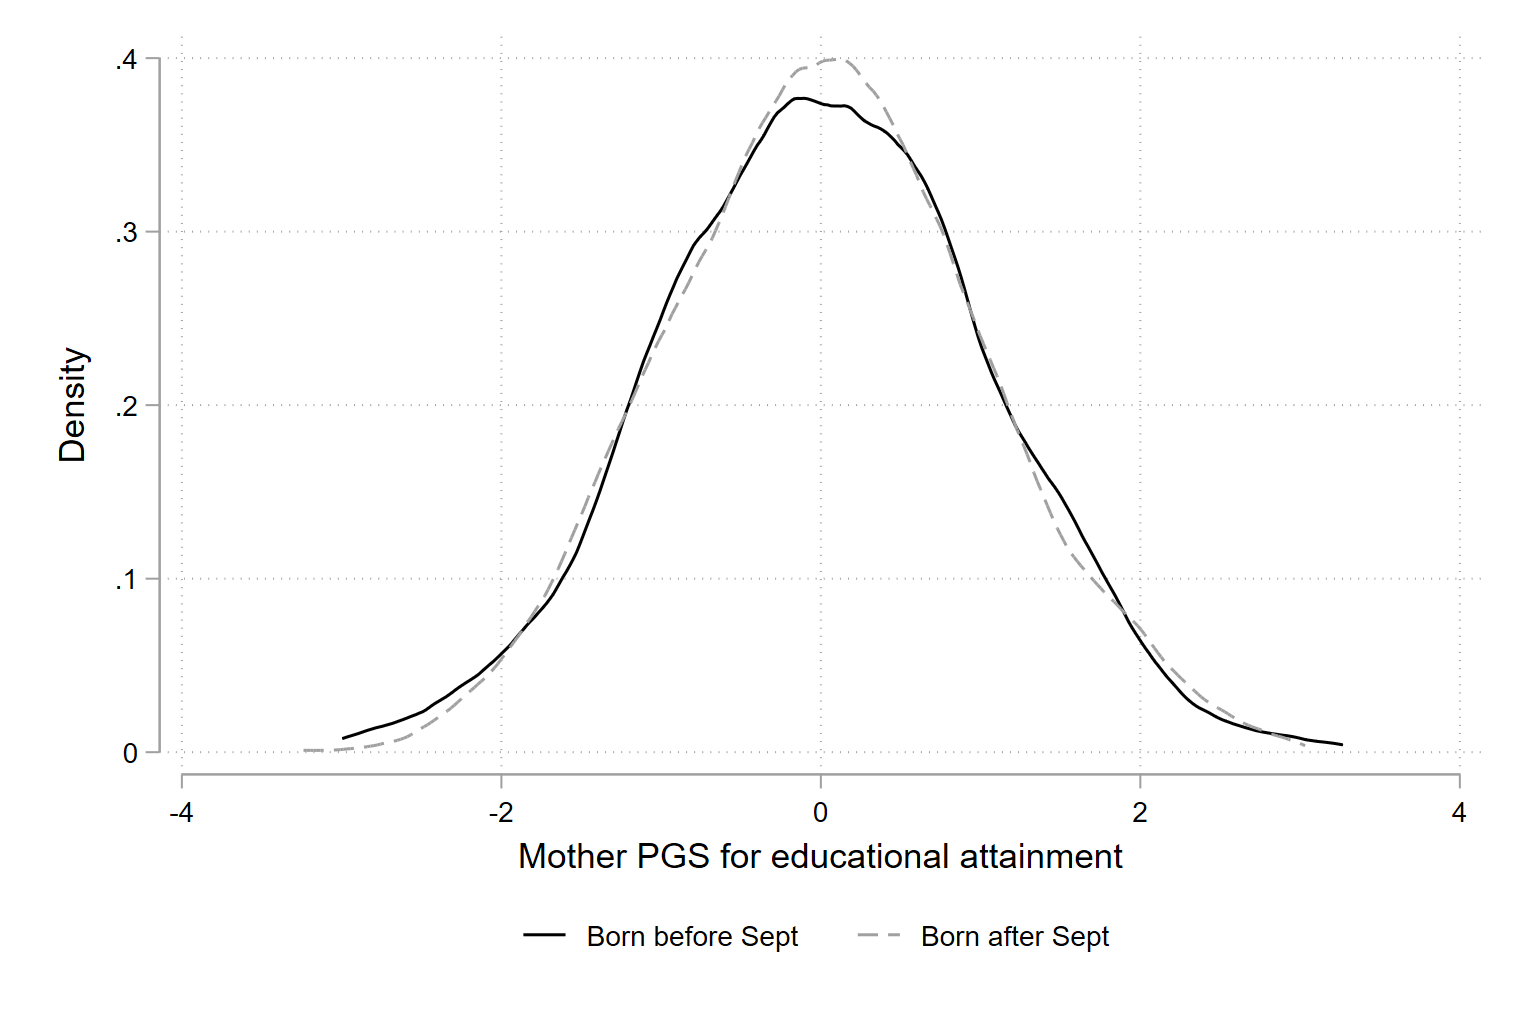 .4
.3
.2
.1
0
Density
-4 -2 0 2 4
Mother PGS for educational attainment
Born before Sept Born after Sept